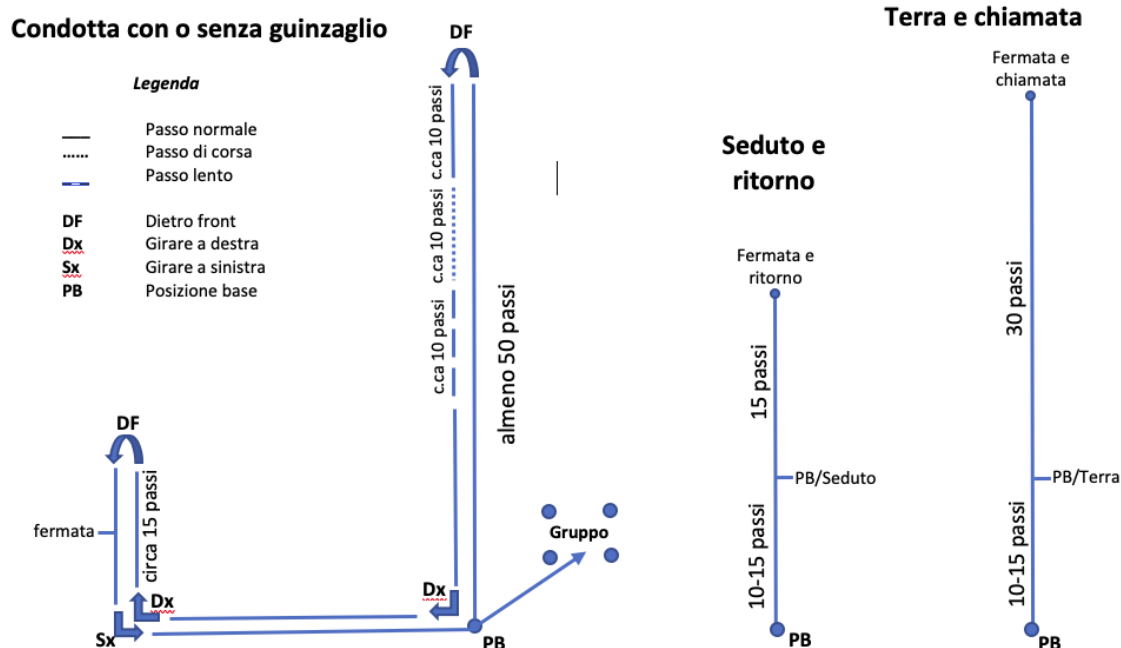 Condotta con o senza guinzaglio
Legenda
Passo normale
Passo di corsa
Passo lento
DF Dietro front
Dx Girare a destra
Sx Girare a sinistra
PB Posizione base
DF
c.ca 10 passi
c.ca 10 passi
c.ca 10 passi
almeno 50 passi
DF
fermata
circa 15 passi
Dx
Sx
Dx
PB
Gruppo
Seduto e
ritorno
Fermata e
ritorno
15 passi
PB/Seduto
10-15 passi
PB
Terra e chiamata
Fermata e
chiamata
30 passi
PB/Terra
10-15 passi
PB